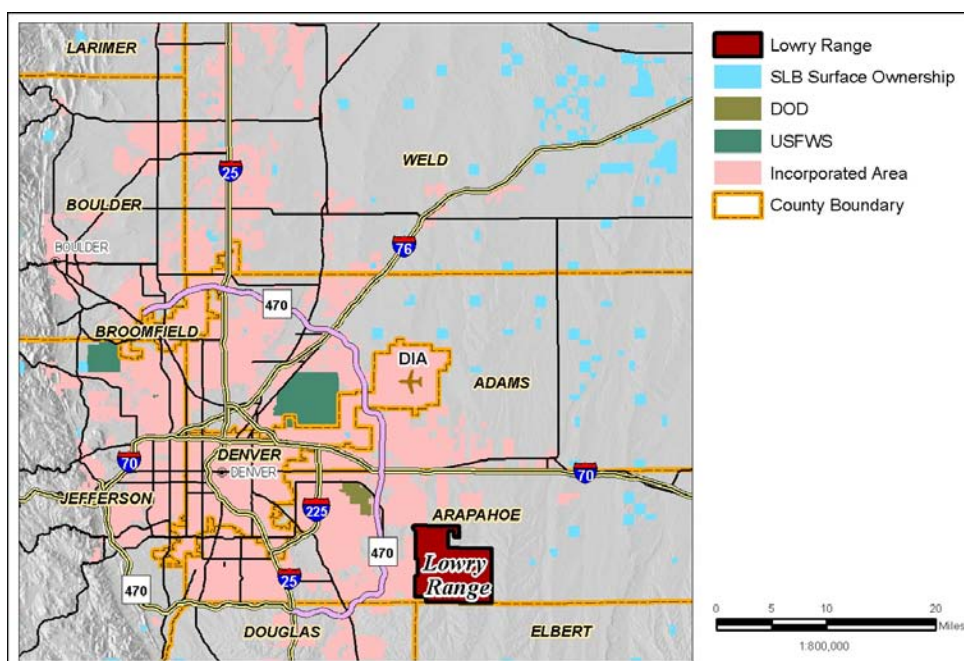 LARIMER
WELD
25
BOULDER
BOULDER
76
470
BROOMFIELD
DIA
ADAMS
DENVER
DENVER
70
70
JEFFERSON
225
ARAPAHOE
470
Lowry
Range
25
470
DOUGLAS
ELBERT
Lowry Range
SLB Surface Ownership
DOD
USFWS
Incorporated Area
County Boundary
0 5 10 20
Miles
1:800,000